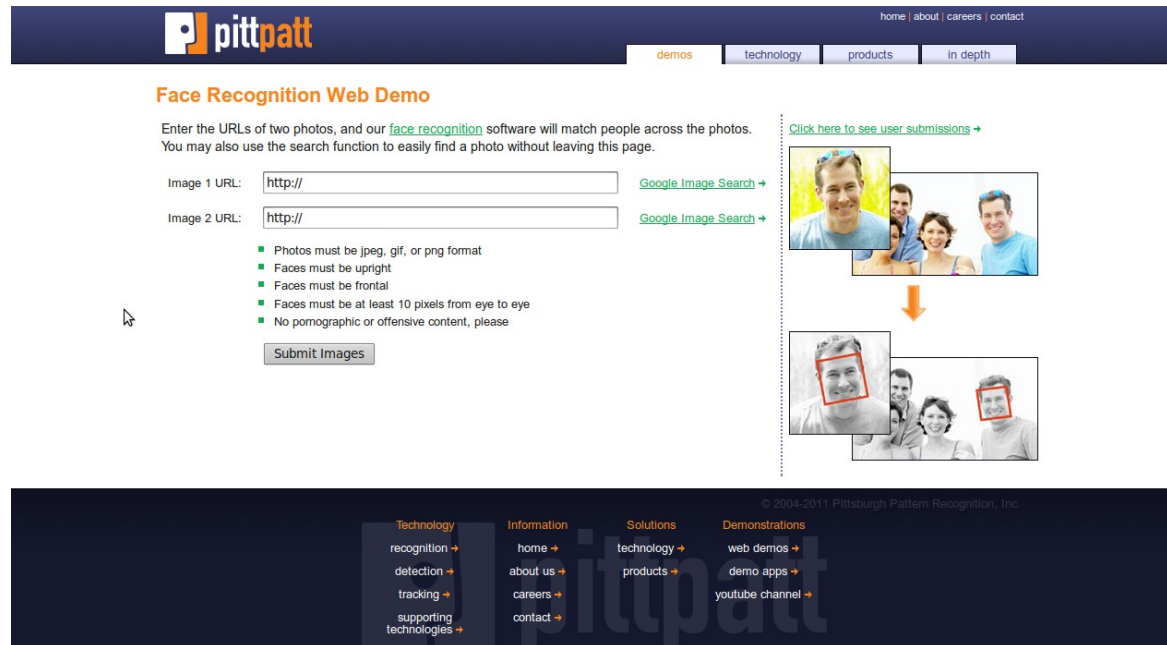 pittpatt
home | about | careers | contact
demos
technology
products
in depth
Face Recognition Web Demo
Enter the URLs of two photos, and our face recognition software will match people across the photos.
You may also use the search function to easily find a photo without leaving this page.
Click here to see user submissions →
Image 1 URL: http:// Google Image Search →
Image 2 URL: http:// Google Image Search →
Photos must be jpeg, gif, or png format
Faces must be upright
Faces must be frontal
Faces must be at least 10 pixels from eye to eye
No pornographic or offensive content, please
Submit Images
© 2004-2011 Pittsburgh Pattern Recognition, Inc.
Technology
recognition →
detection →
tracking →
supporting
technologies →
Information
home →
about us →
careers →
contact →
Solutions
technology →
products →
Demonstrations
web demos →
demo apps →
youtube channel →
pittpatt